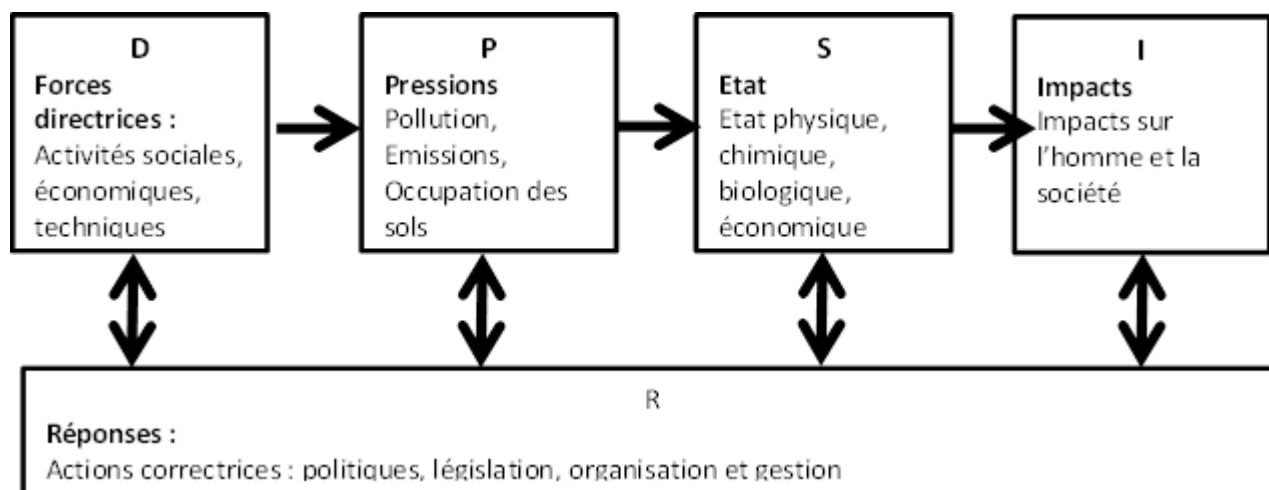 D
Forces
directrices :
Activités sociales,
économiques,
techniques
P
Pressions
Pollution,
Emissions,
Occupation des
sols
S
Etat
Etat physique,
chimique,
biologique,
économique
I
Impacts
Impacts sur
l'homme et la
société
R
Réponses :
Actions correctrices : politiques, législation, organisation et gestion